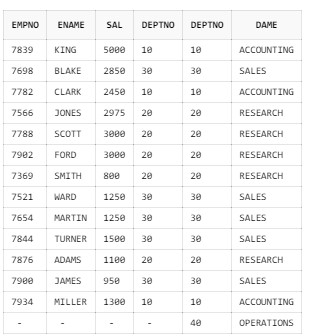 EMPNO ENAME SAL DEPTNO DEPTNO DAME
7839 KING 5000 10 10 ACCOUNTING
7698 BLAKE 2850 30 30 SALES
7782 CLARK 2450 10 10 ACCOUNTING
7566 JONES 2975 20 20 RESEARCH
7788 SCOTT 3000 20 20 RESEARCH
7902 FORD 3000 20 20 RESEARCH
7369 SMITH 800 20 20 RESEARCH
7521 WARD 1250 30 30 SALES
7654 MARTIN 1250 30 30 SALES
7844 TURNER 1500 30 30 SALES
7876 ADAMS 1100 20 20 RESEARCH
7900 JAMES 950 30 30 SALES
7934 MILLER 1300 10 10 ACCOUNTING
- - - - 40 OPERATIONS